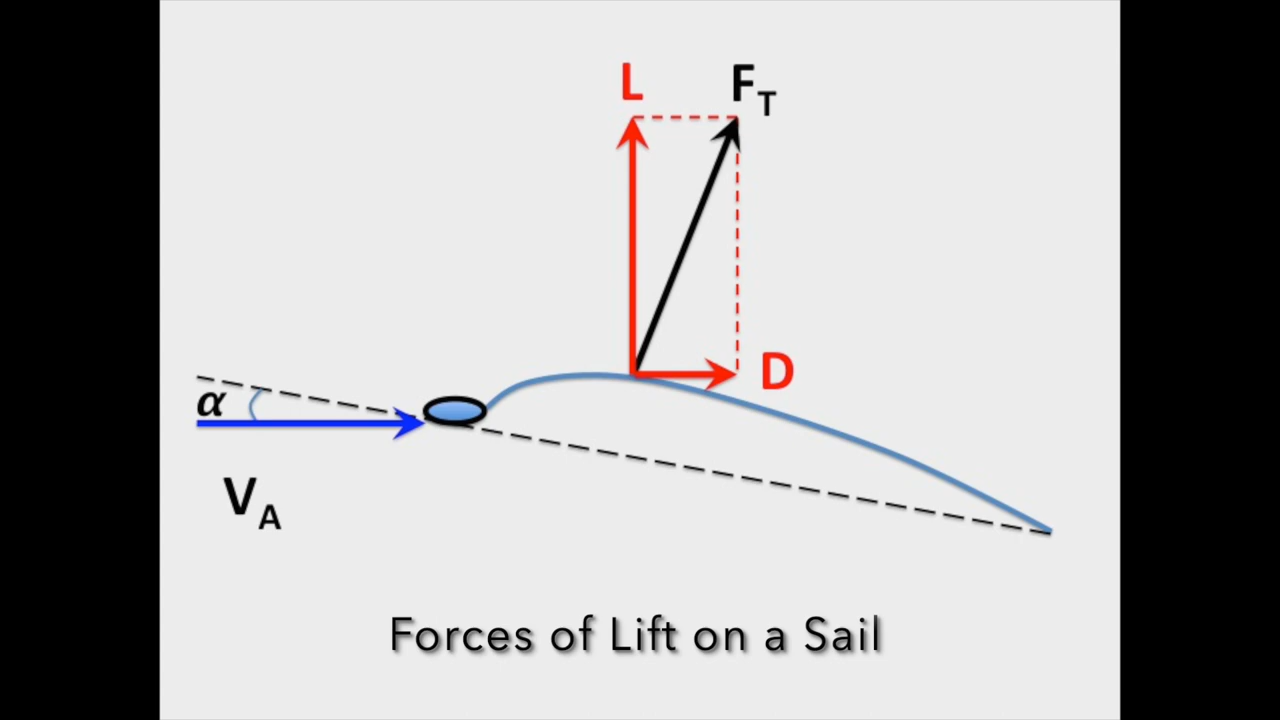 L
F_T
D
α
V_A
Forces of Lift on a Sail